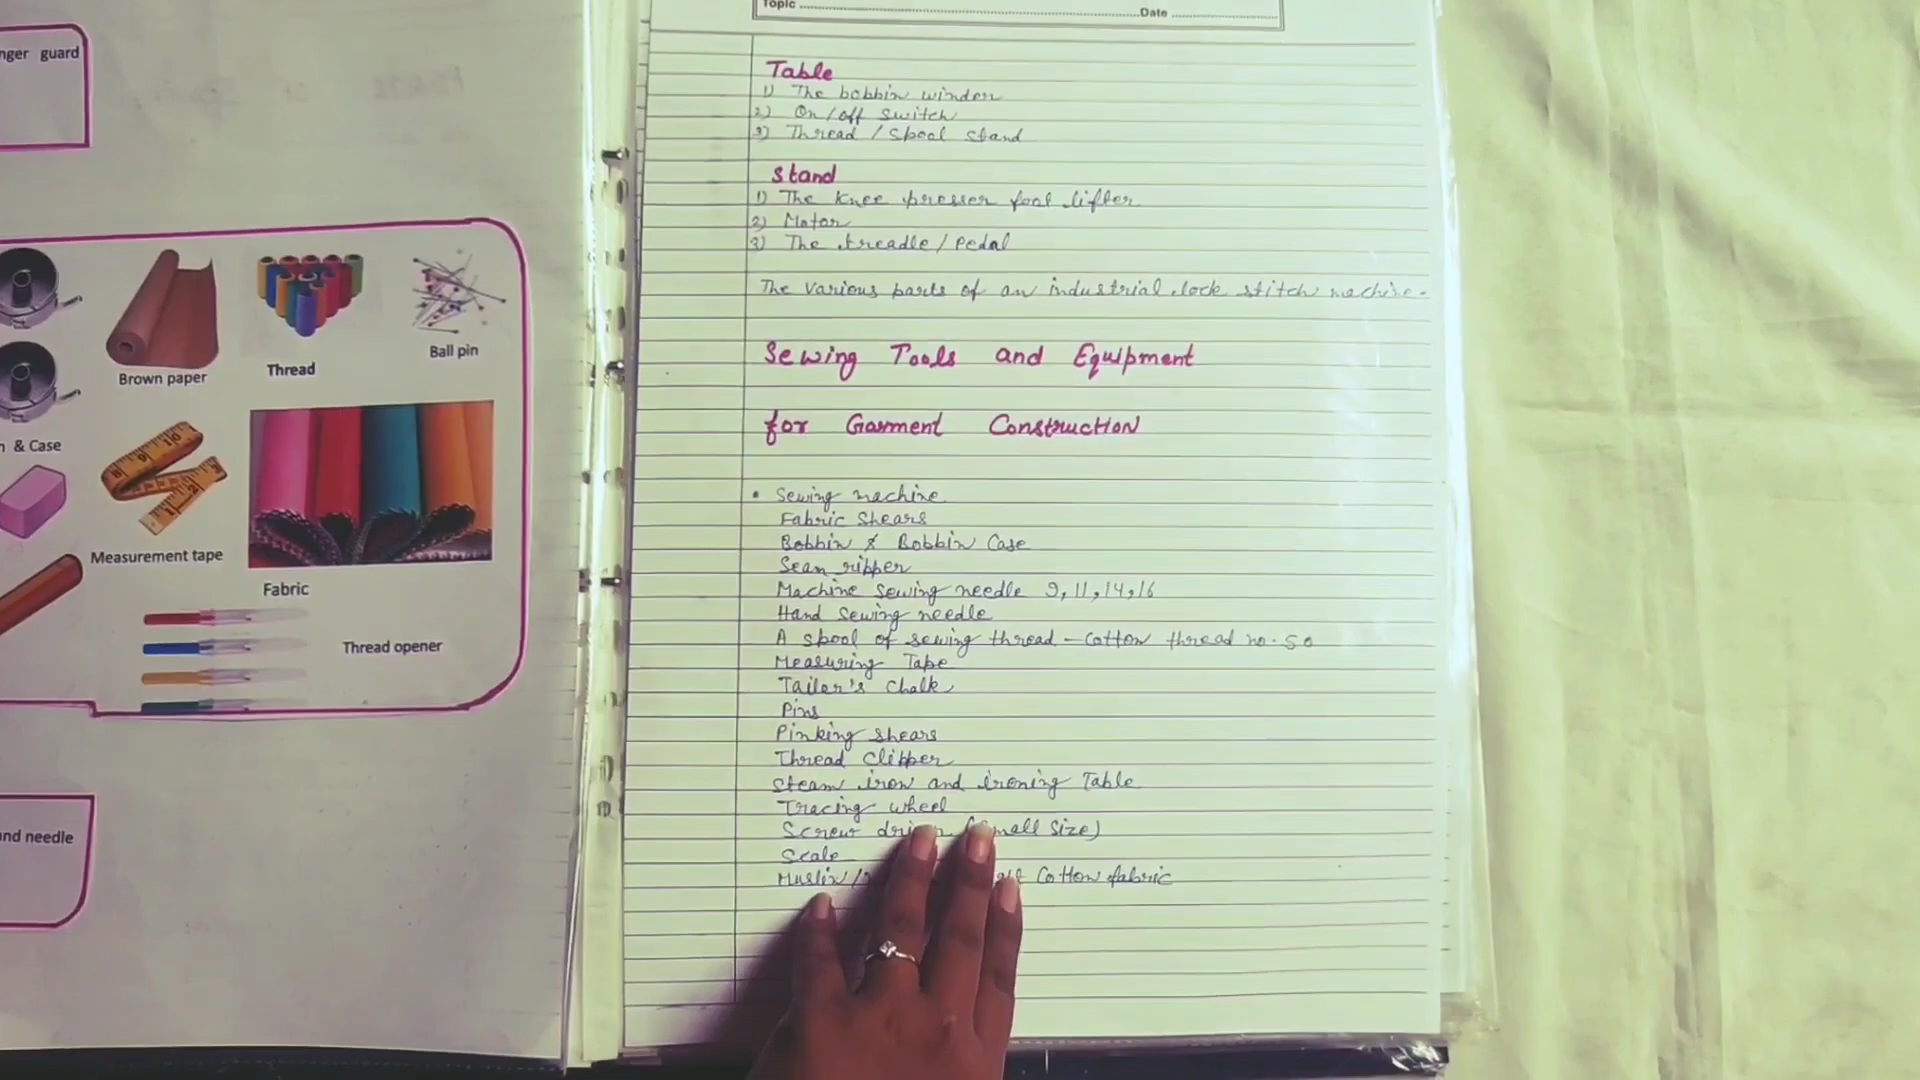 nger guard
Brown paper
Thread
Ball pin
& Case
Measurement tape
Fabric
Thread opener
nd needle
Topic
Date
Table
1) The bobbin winder
2) On/off switch
3) Thread / spool stand
Stand
1) The knee presser foot lifter
2) Motor
3) The treadle / Pedal
The various parts of an industrial lock stitch machine.
Sewing Tools and Equipment
for Garment Construction
• Sewing machine
Fabric Shears
Bobbin & Bobbin Case
Seam ripper
Machine sewing needle 9, 11, 14, 16
Hand sewing needle
A spool of sewing thread - Cotton thread no. 50
Measuring Tape
Tailer's chalk
Pins
Pinking shears
Thread Clipper
Steam iron and ironing Table
Tracing wheel
Screw driver (Small Size)
Scale
Muslin / Cotton fabric